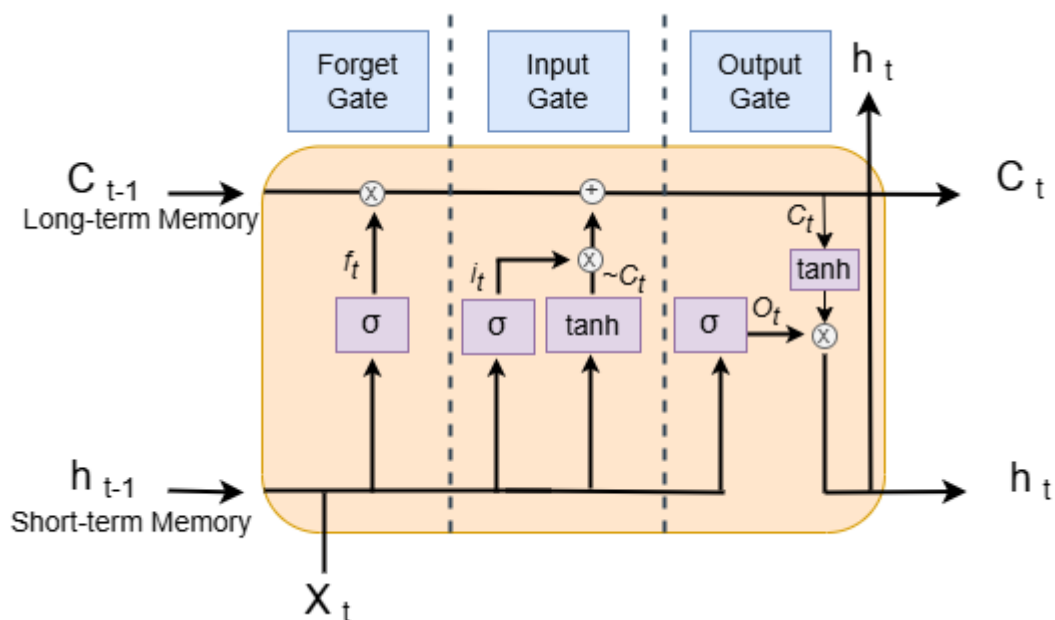 Forget Gate
Input Gate
Output Gate
h t
C t-1
Long-term Memory
X
+
C t
C t
f t
i t
X
~C t
tanh
σ
σ
tanh
σ
O t
X
h t-1
Short-term Memory
h t
X t